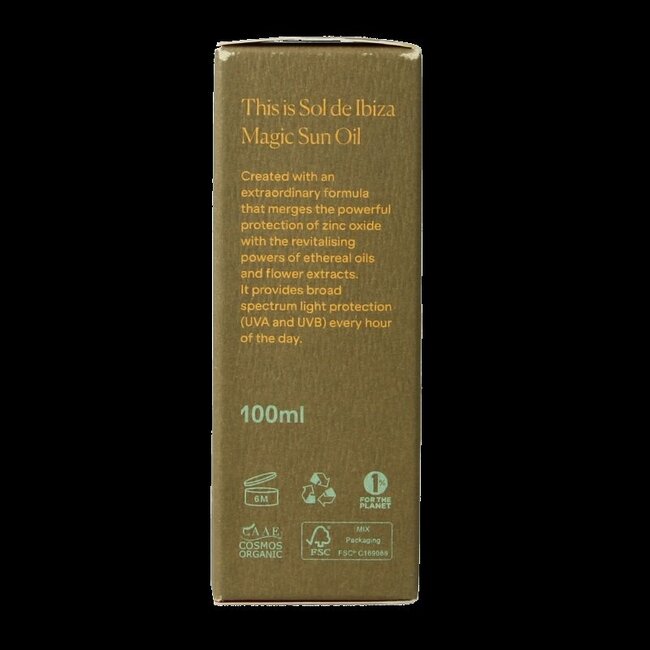 This is Sol de Ibiza
Magic Sun Oil
Created with an
extraordinary formula
that merges the powerful
protection of zinc oxide
with the revitalising
powers of ethereal oils
and flower extracts.
It provides broad
spectrum light protection
(UVA and UVB) every hour
of the day.
100ml
6M
1%
FOR THE
PLANET
CAAE
COSMOS
ORGANIC
FSC
MIX
Packaging
FSC®